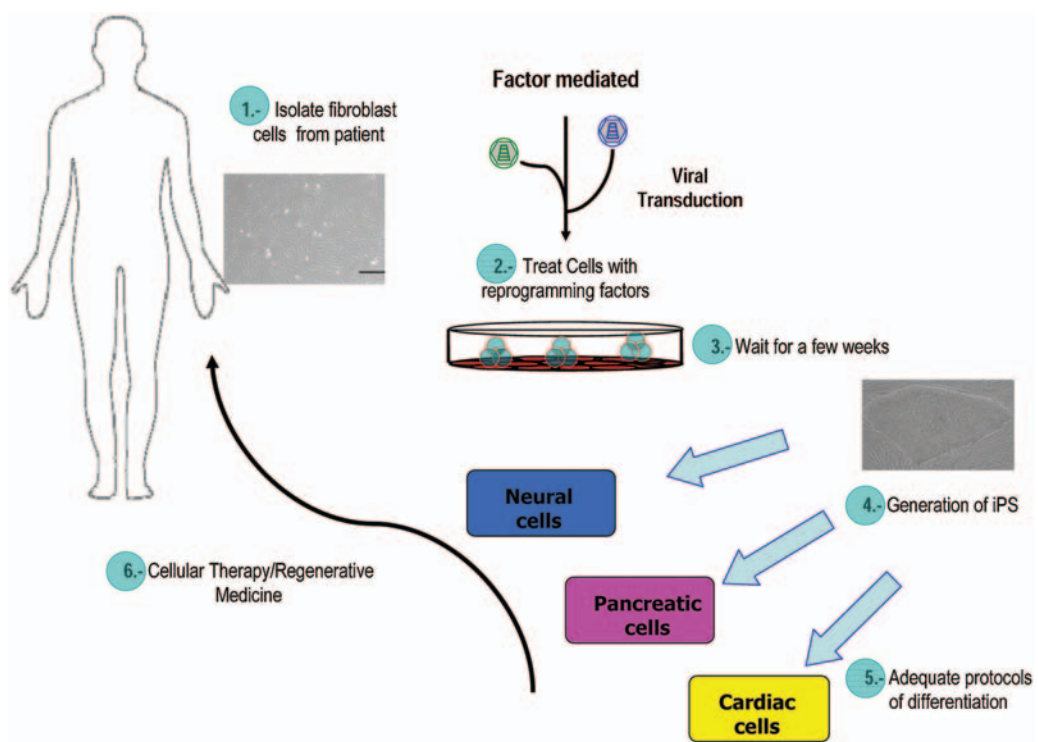 1.- Isolate fibroblast
cells from patient
Factor mediated
Viral
Transduction
2.- Treat Cells with
reprogramming factors
3.- Wait for a few weeks
4.- Generation of iPS
Neural
cells
Pancreatic
cells
Cardiac
cells
5.- Adequate protocols
of differentiation
6.- Cellular Therapy/Regenerative
Medicine